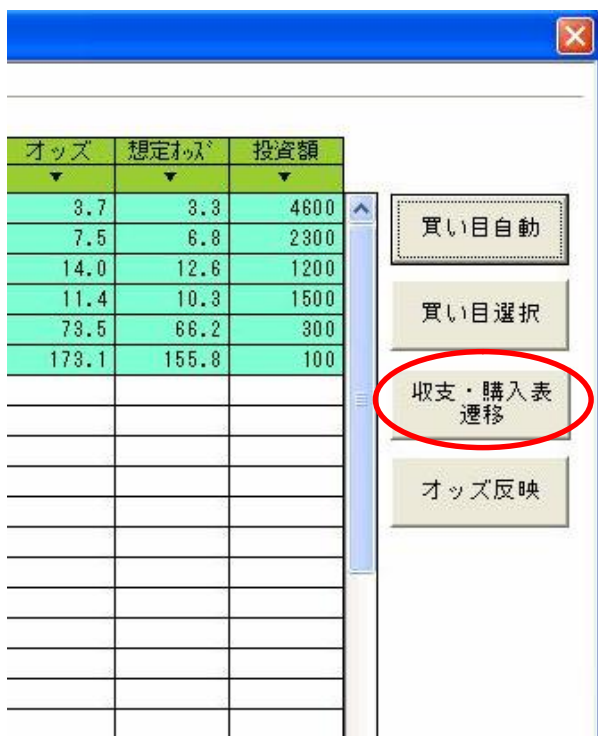 オッズ 想定ｵｯｽﾞ 投資額
▼ ▼ ▼
3.7 3.3 4600
7.5 6.8 2300
14.0 12.6 1200
11.4 10.3 1500
73.5 66.2 300
173.1 155.8 100
買い目自動
買い目選択
収支・購入表
遷移
オッズ反映